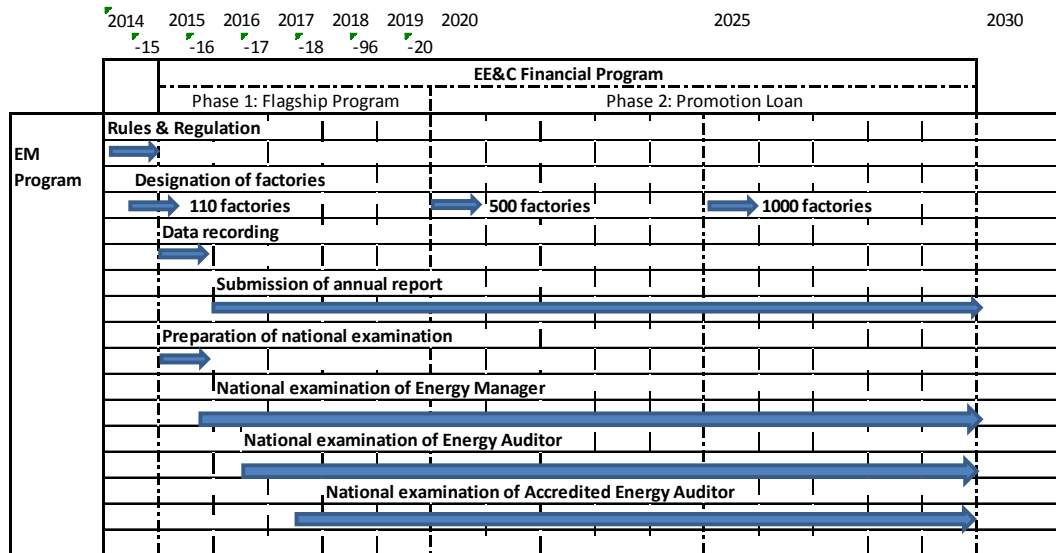 2014 2015 2016 2017 2018 2019 2020 2025 2030
-15 -16 -17 -18 -96 -20
EE&C Financial Program
Phase 1: Flagship Program Phase 2: Promotion Loan
Rules & Regulation
EM
Program
Designation of factories
110 factories 500 factories 1000 factories
Data recording
Submission of annual report
Preparation of national examination
National examination of Energy Manager
National examination of Energy Auditor
National examination of Accredited Energy Auditor